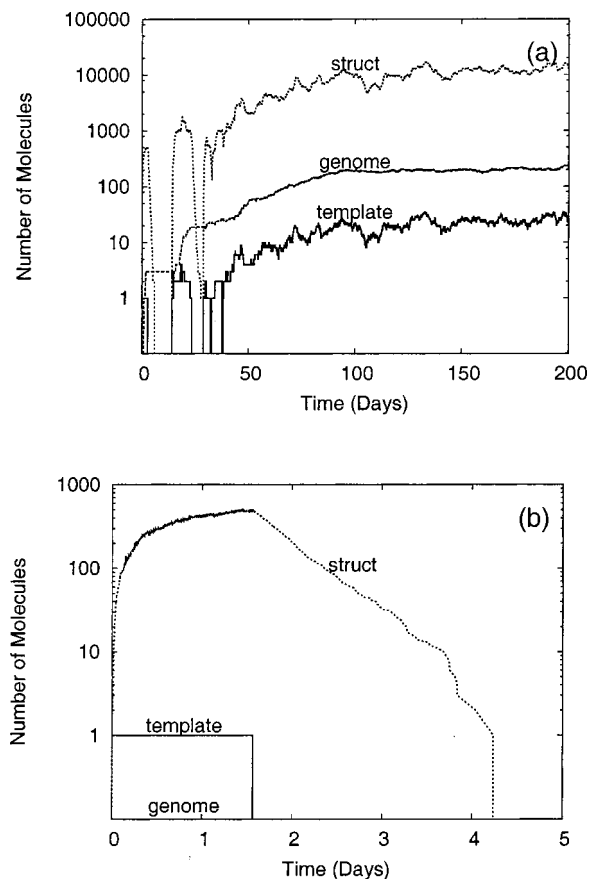 100000
(a)
struct
10000
1000
genome
100
template
10
1
0 50 100 150 200
Number of Molecules
Time (Days)
1000
(b)
struct
100
10
template
1
genome
0 1 2 3 4 5
Number of Molecules
Time (Days)